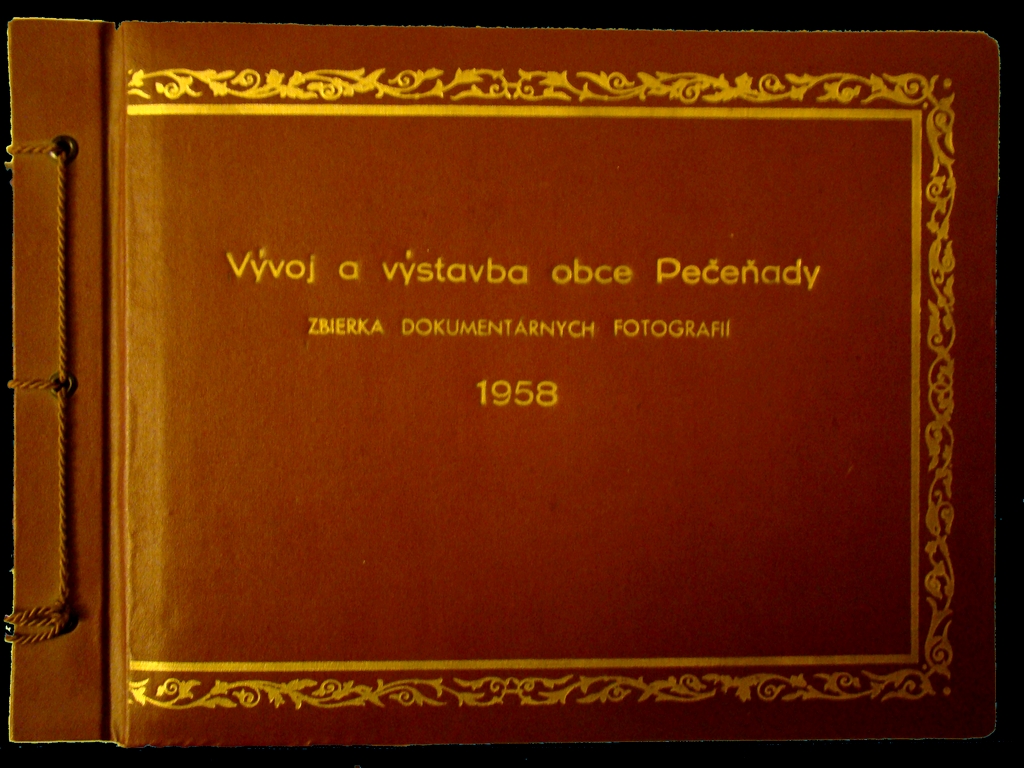 Vývoj a výstavba obce Pečeňady
ZBIERKA DOKUMENTÁRNYCH FOTOGRAFIÍ
1958